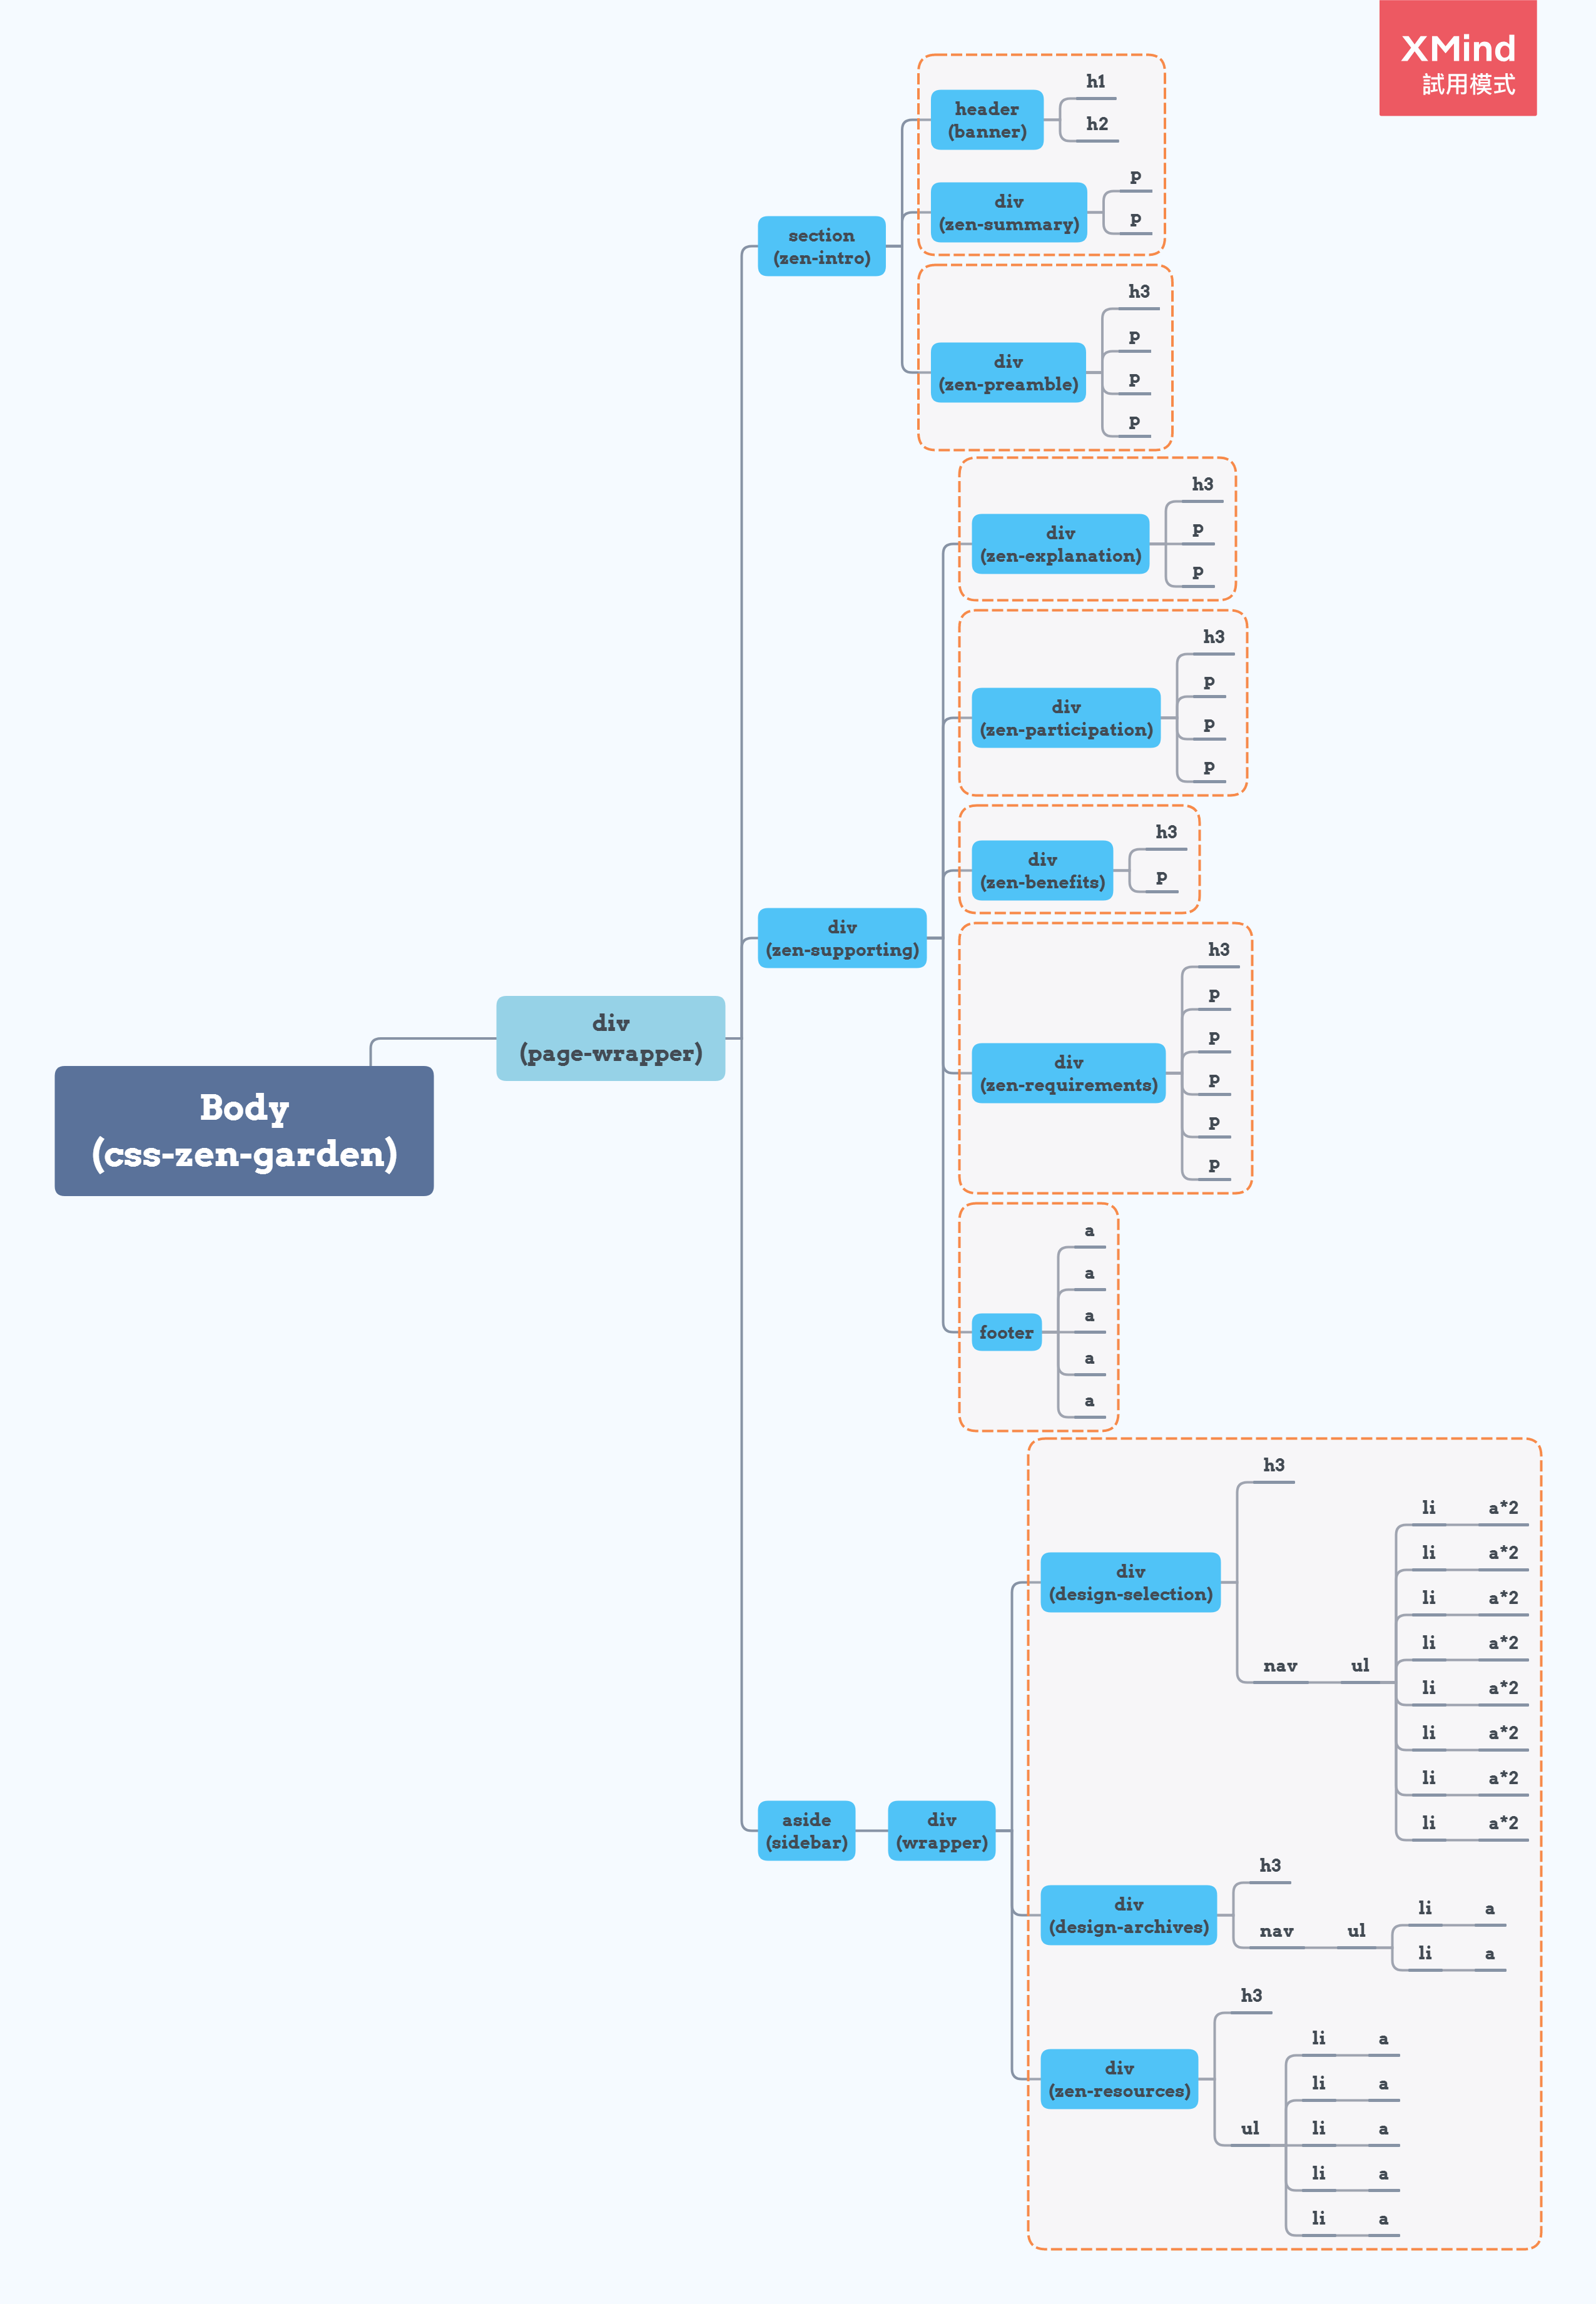 XMind
試用模式
h1
header
(banner)
h2
p
div
(zen-summary)
p
section
(zen-intro)
h3
p
div
(zen-preamble)
p
p
h3
div
(zen-explanation)
p
p
h3
p
div
(zen-participation)
p
p
h3
div
(zen-benefits)
p
div
(zen-supporting)
h3
p
p
div
(zen-requirements)
p
p
p
div
(page-wrapper)
Body
(css-zen-garden)
a
a
a
footer
a
a
h3
li a*2
li a*2
div
(design-selection)
li a*2
li a*2
nav ul
li a*2
li a*2
li a*2
li a*2
aside
(sidebar)
div
(wrapper)
h3
div
(design-archives)
li a
nav ul
li a
h3
li a
div
(zen-resources)
li a
ul
li a
li a
li a